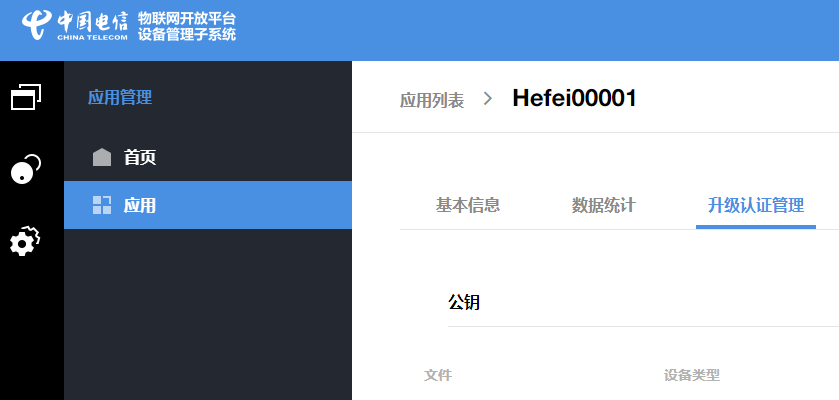 中国电信
CHINA TELECOM
物联网开放平台
设备管理子系统
应用管理
首页
应用
应用列表 > Hefei00001
基本信息 数据统计 升级认证管理
公钥
文件 设备类型